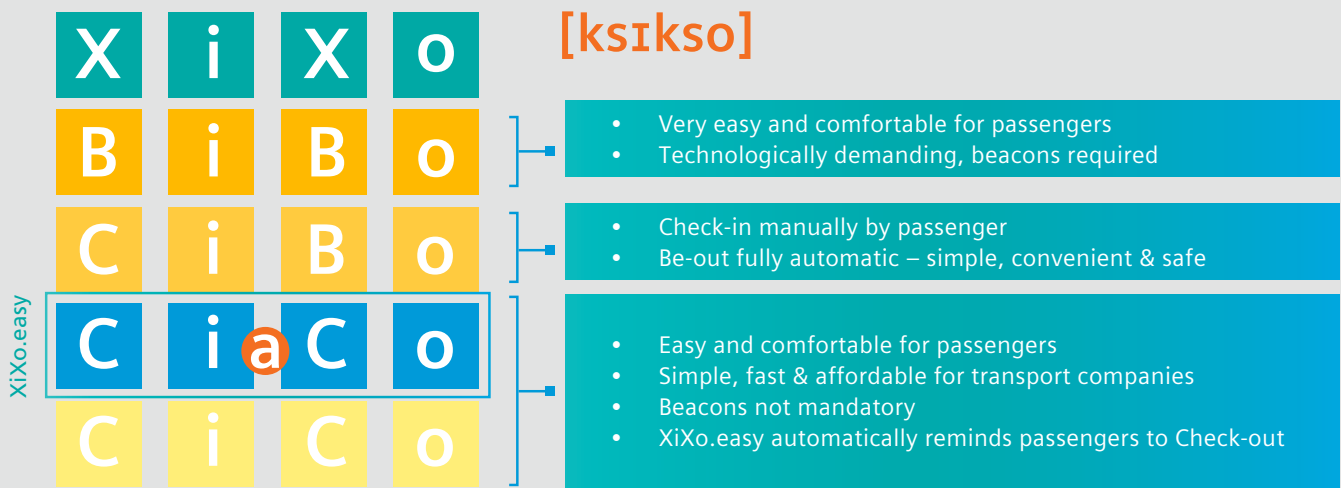 X i X o
[ksɪkso]
B i B o
• Very easy and comfortable for passengers
• Technologically demanding, beacons required
C i B o
• Check-in manually by passenger
• Be-out fully automatic – simple, convenient & safe
XiXo.easy
C i a C o
• Easy and comfortable for passengers
• Simple, fast & affordable for transport companies
• Beacons not mandatory
• XiXo.easy automatically reminds passengers to Check-out
C i C o